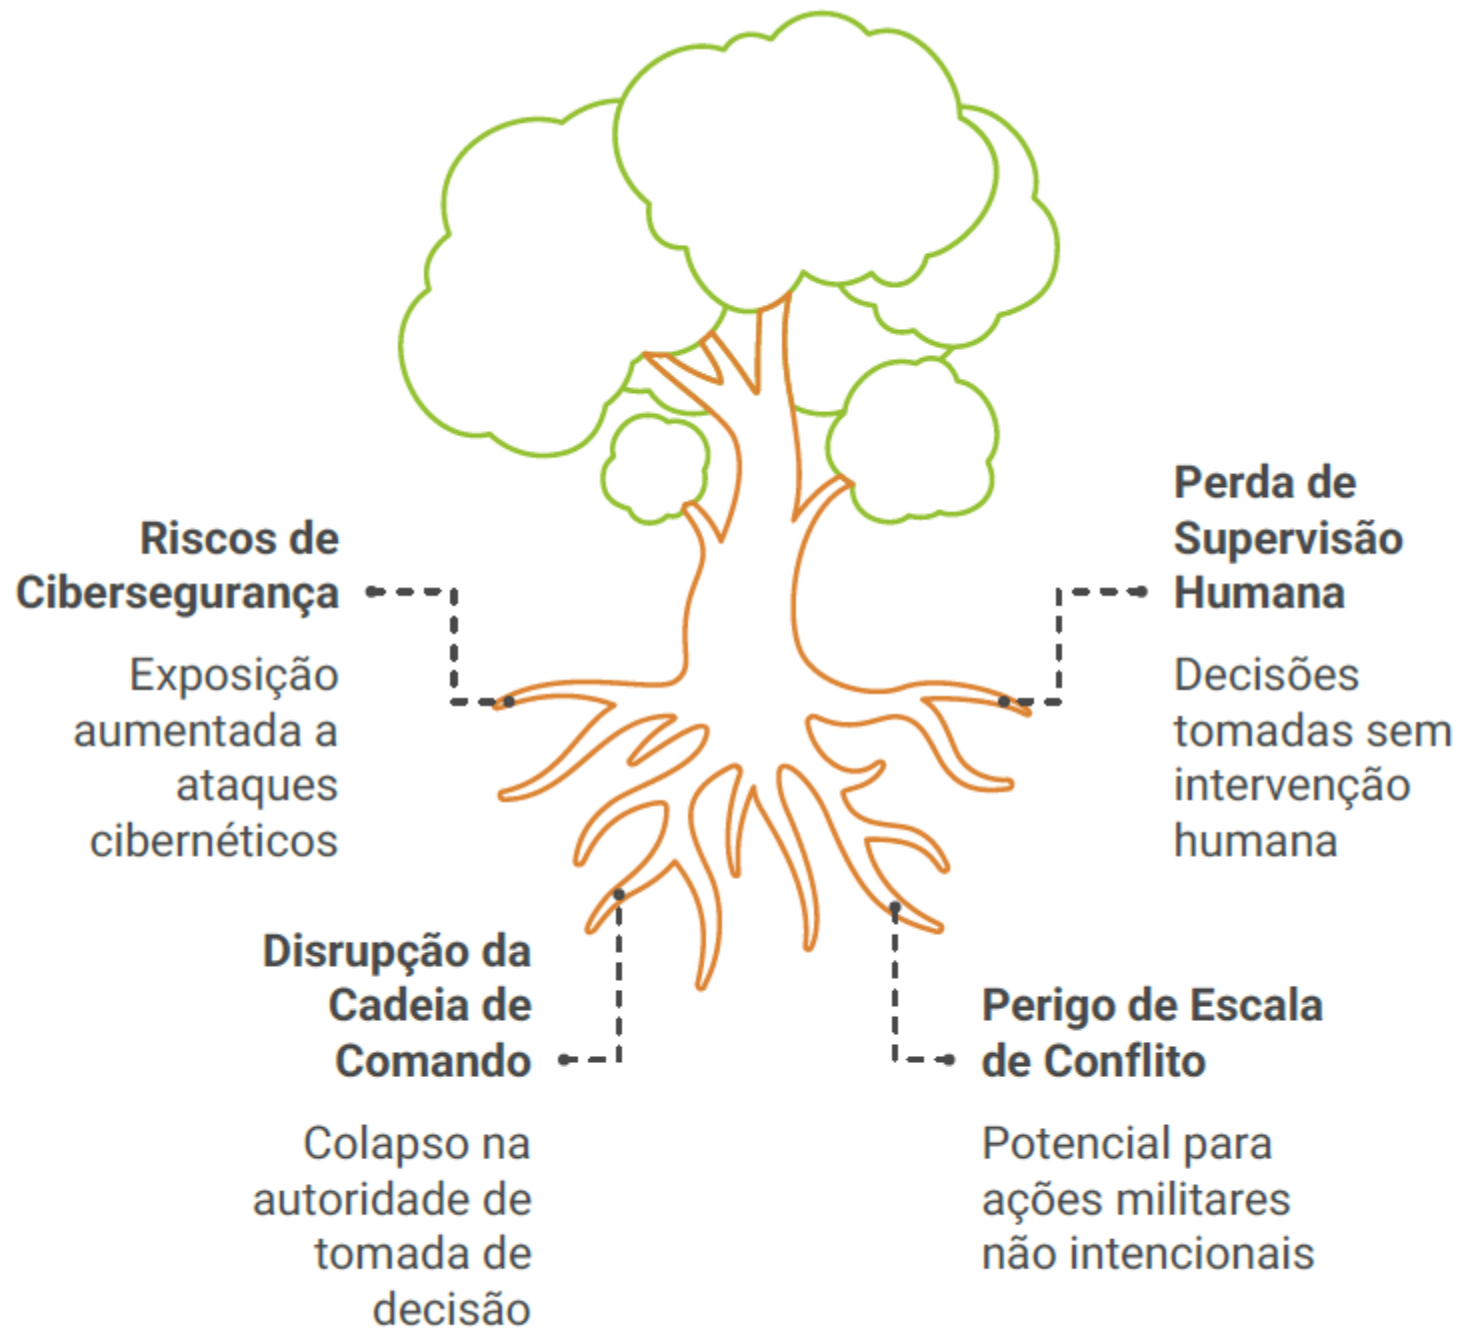 Riscos de
Cibersegurança
Exposição
aumentada a
ataques
cibernéticos
Perda de
Supervisão
Humana
Decisões
tomadas sem
intervenção
humana
Disrupção da
Cadeia de
Comando
Colapso na
autoridade de
tomada de
decisão
Perigo de Escala
de Conflito
Potencial para
ações militares
não intencionais